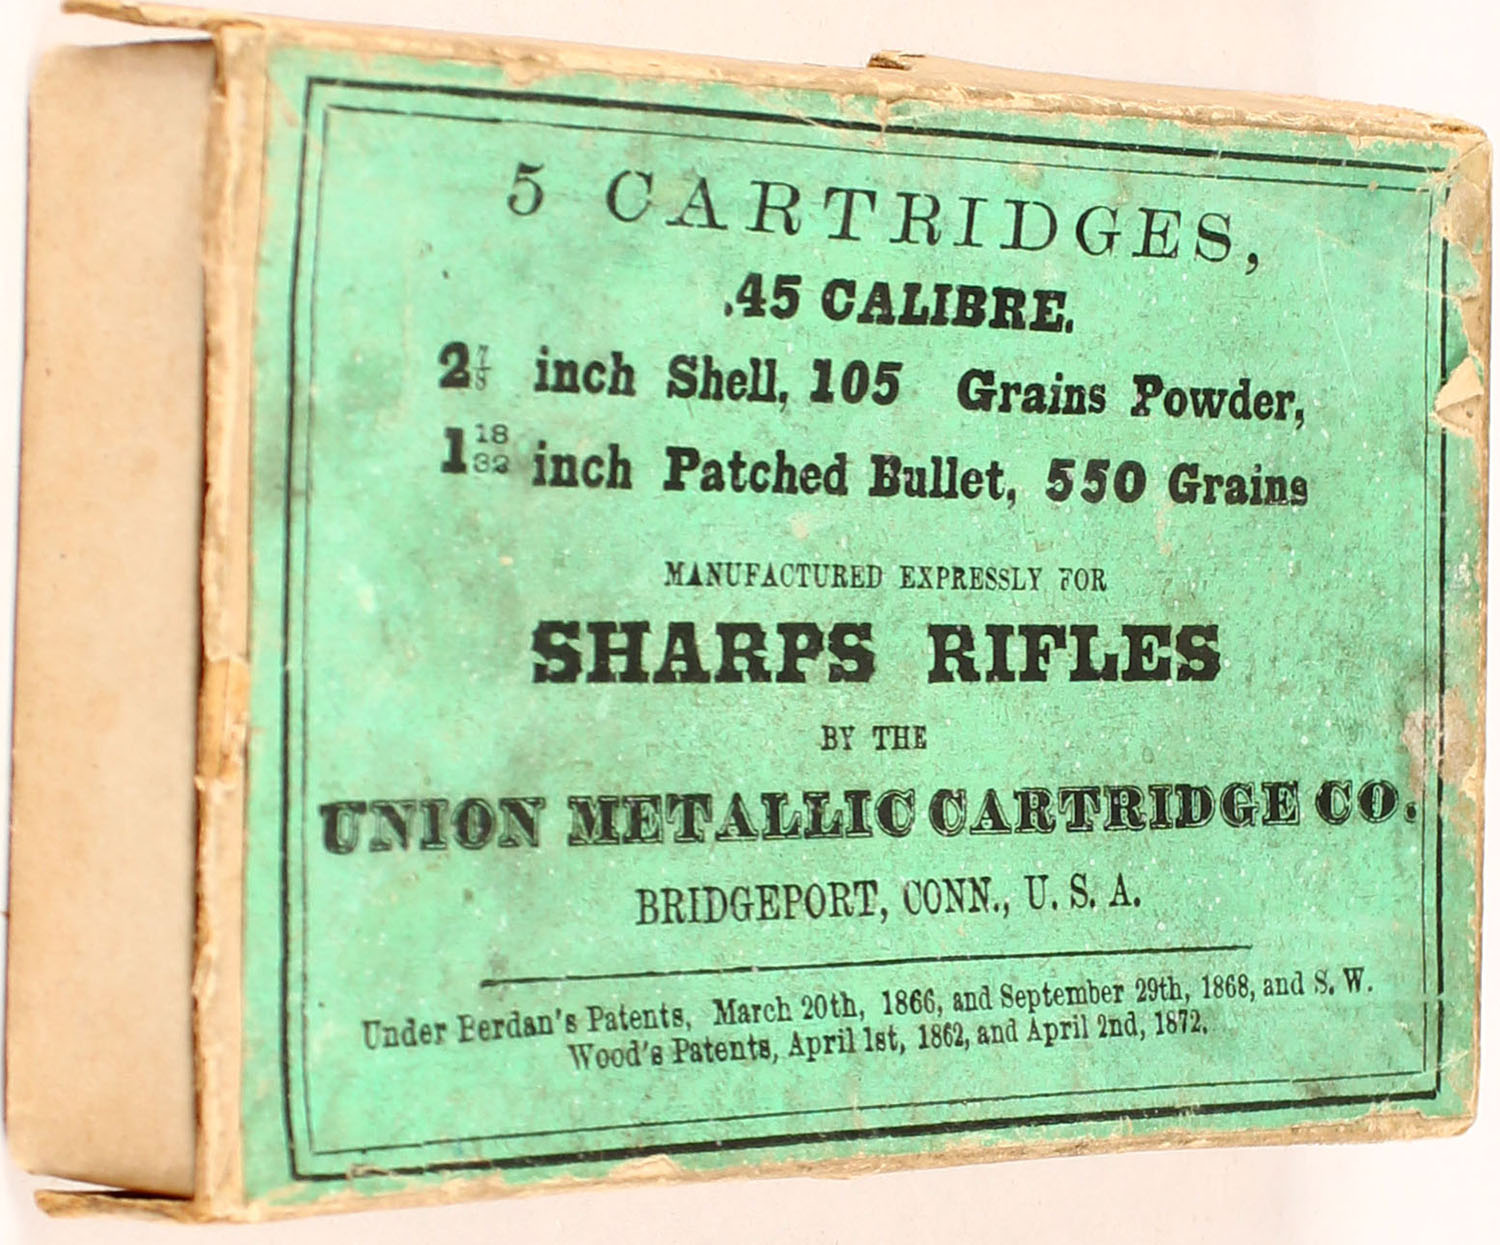 5 CARTRIDGES,
.45 CALIBRE.
2 7/8 inch Shell, 105 Grains Powder,
1 18/32 inch Patched Bullet, 550 Grains
MANUFACTURED EXPRESSLY FOR
SHARPS RIFLES
BY THE
UNION METALLIC CARTRIDGE CO.
BRIDGEPORT, CONN., U. S. A.
Under Berdan's Patents, March 20th, 1866, and September 29th, 1868, and S. W.
Wood's Patents, April 1st, 1862, and April 2nd, 1872.